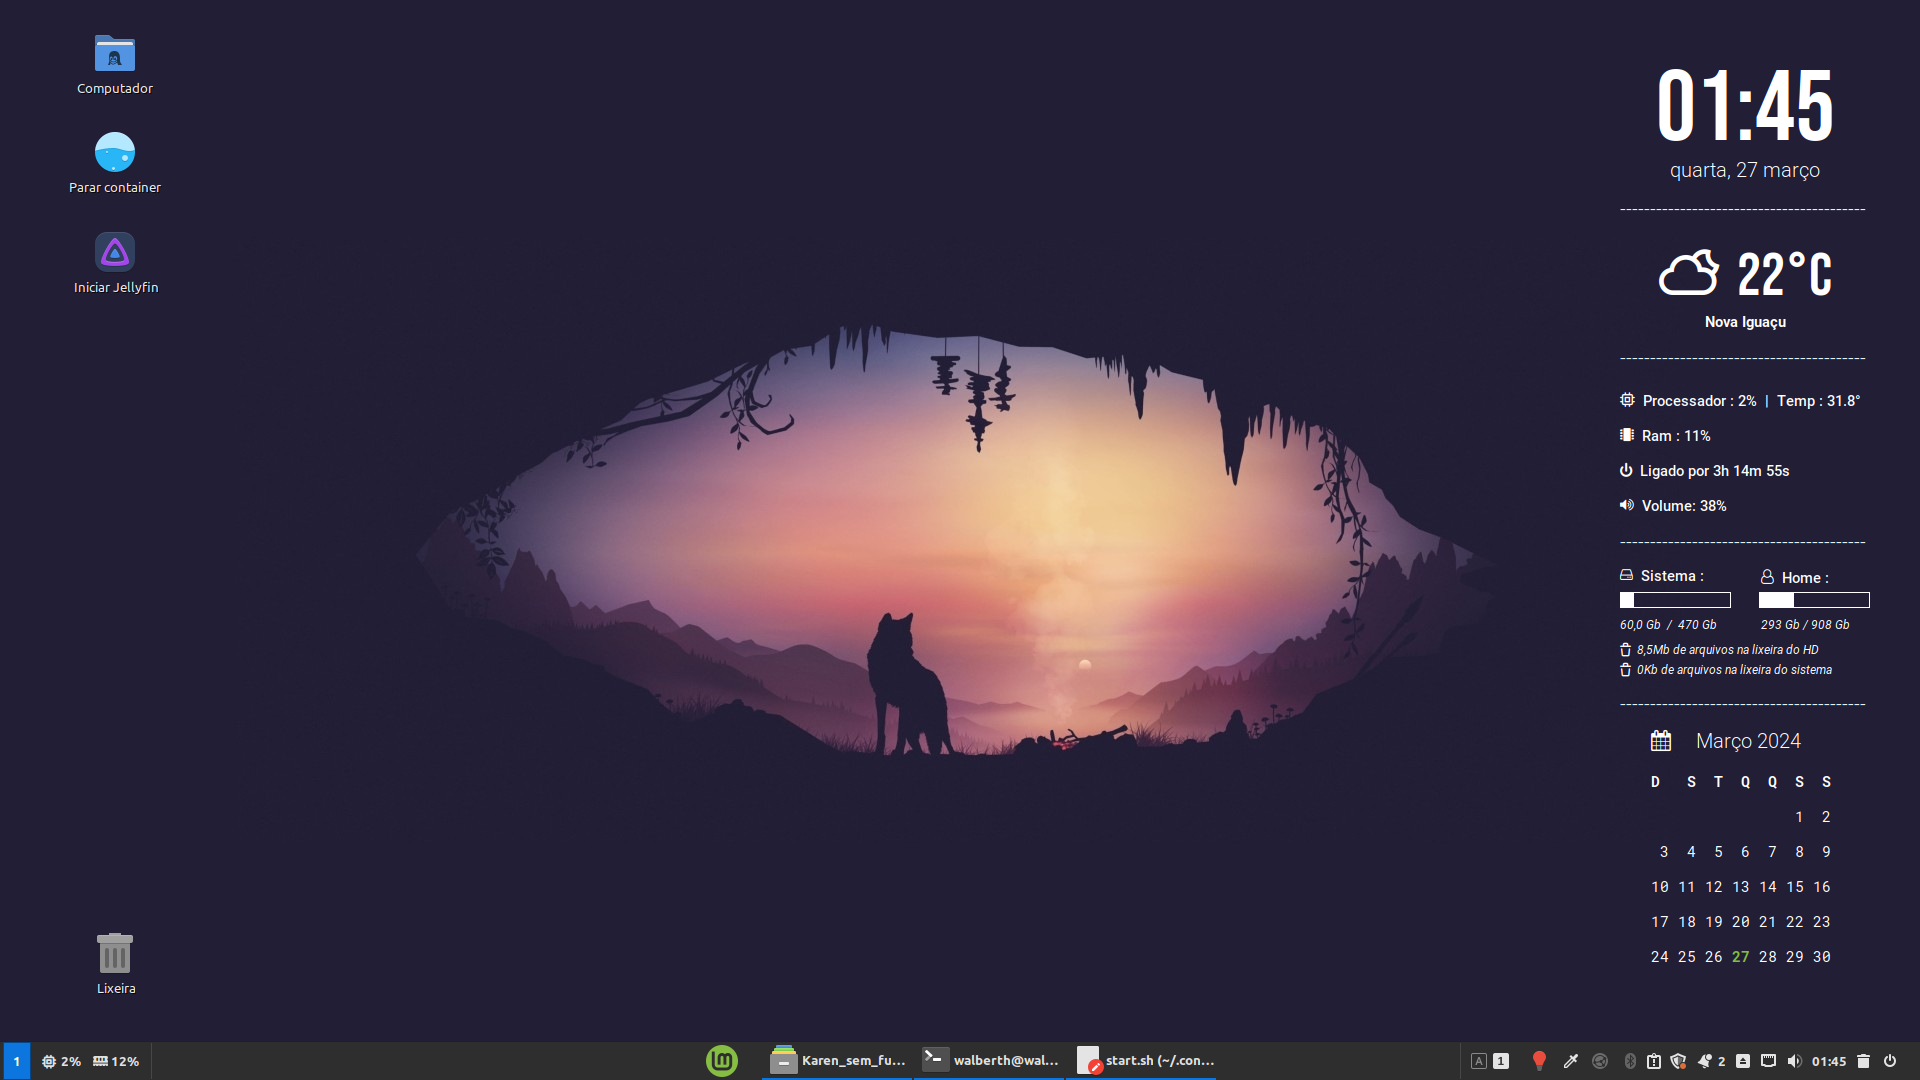 Computador
Parar container
Iniciar Jellyfin
Lixeira
01:45
quarta, 27 março
-----------------------------------------
22°C
Nova Iguaçu
-----------------------------------------
Processador : 2% | Temp : 31.8°
Ram : 11%
Ligado por 3h 14m 55s
Volume: 38%
-----------------------------------------
Sistema : Home :
60,0 Gb / 470 Gb 293 Gb / 908 Gb
8,5Mb de arquivos na lixeira do HD
0Kb de arquivos na lixeira do sistema
-----------------------------------------
Março 2024
D S T Q Q S S
1 2
3 4 5 6 7 8 9
10 11 12 13 14 15 16
17 18 19 20 21 22 23
24 25 26 27 28 29 30
1 2% 12% Karen_sem_fu... walberth@wal... start.sh (~/.con... A 1 2 01:45